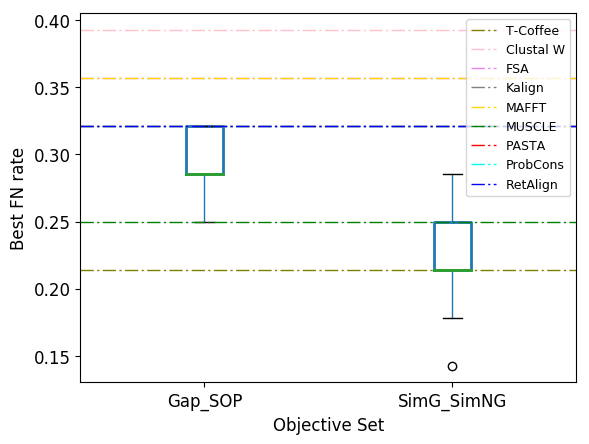 0.40
0.35
0.30
0.25
0.20
0.15
Best FN rate
T-Coffee
Clustal W
FSA
Kalign
MAFFT
MUSCLE
PASTA
ProbCons
RetAlign
Gap_SOP
SimG_SimNG
Objective Set